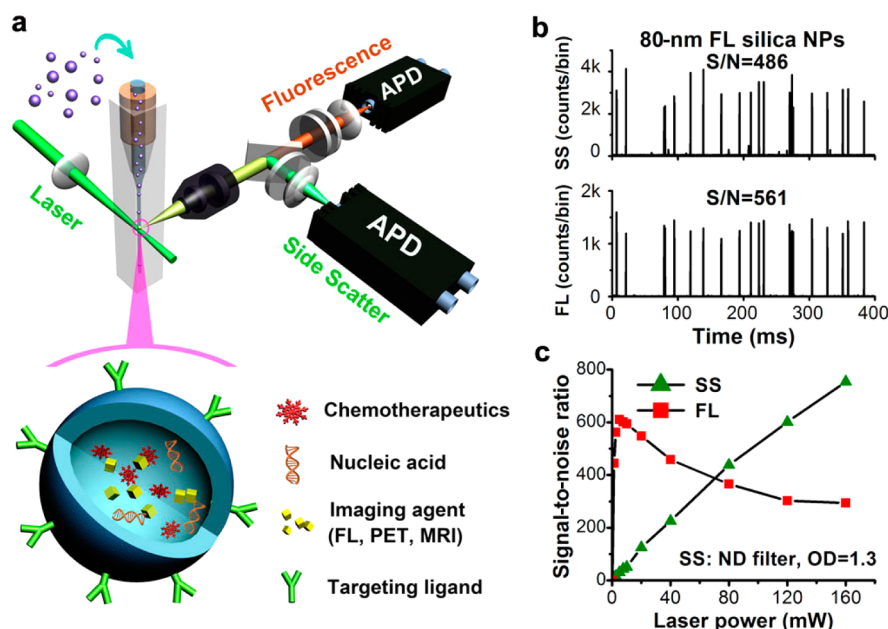 a
Fluorescence
APD
Laser
APD
Side Scatter
Chemotherapeutics
Nucleic acid
Imaging agent
(FL, PET, MRI)
Targeting ligand
b
80-nm FL silica NPs
S/N=486
SS (counts/bin)
4k
2k
0
S/N=561
FL (counts/bin)
2k
1k
0
0 100 200 300 400
Time (ms)
c
Signal-to-noise ratio
800
600
400
200
0
SS
FL
SS: ND filter, OD=1.3
0 40 80 120 160
Laser power (mW)